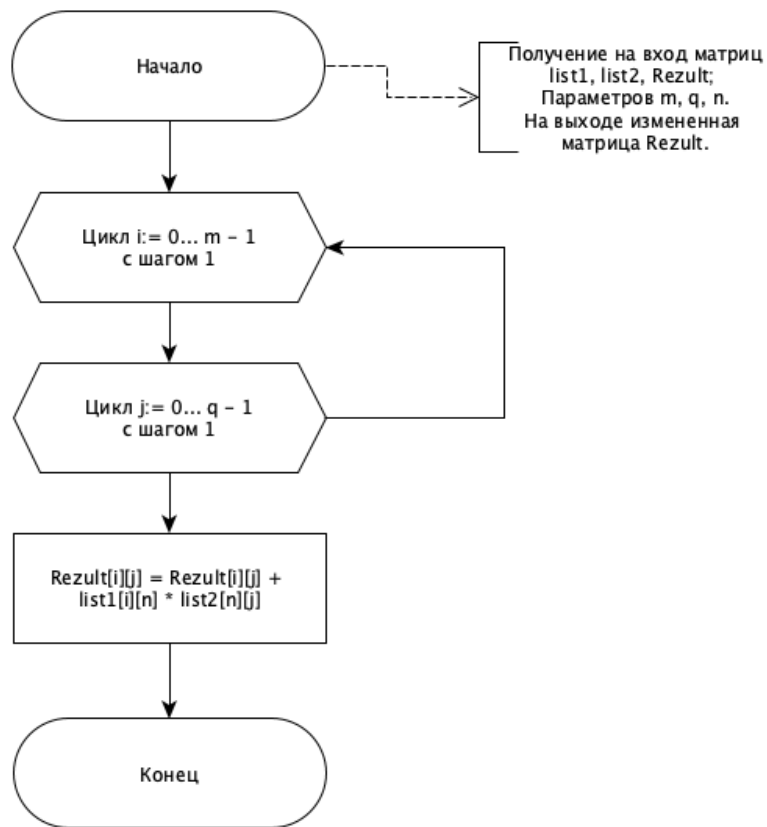 Начало
Получение на вход матриц
list1, list2, Rezult;
Параметров m, q, n.
На выходе измененная
матрица Rezult.
Цикл i:= 0... m – 1
с шагом 1
Цикл j:= 0... q – 1
с шагом 1
Rezult[i][j] = Rezult[i][j] +
list1[i][n] * list2[n][j]
Конец